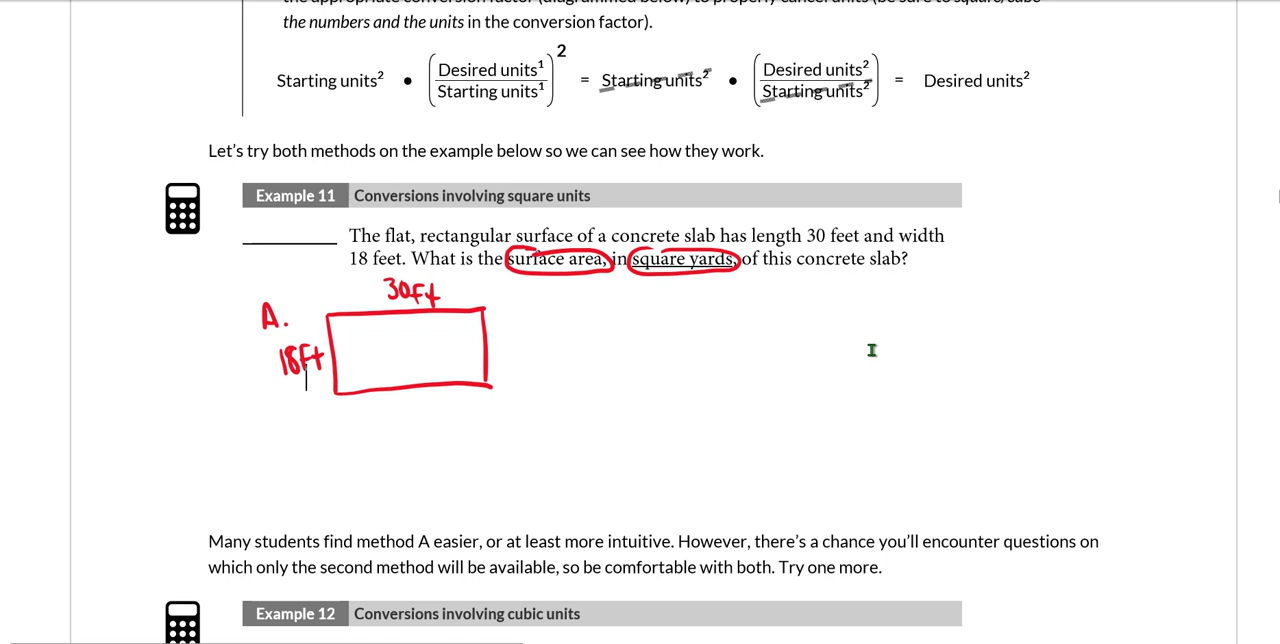 the numbers and the units in the conversion factor).
Starting units² • (Desired units¹ / Starting units¹)² = Starting units² • (Desired units² / Starting units²) = Desired units²
Let's try both methods on the example below so we can see how they work.
Example 11 Conversions involving square units
________ The flat, rectangular surface of a concrete slab has length 30 feet and width
18 feet. What is the surface area, in square yards, of this concrete slab?
30ft
A.
18ft
Many students find method A easier, or at least more intuitive. However, there's a chance you'll encounter questions on
which only the second method will be available, so be comfortable with both. Try one more.
Example 12 Conversions involving cubic units